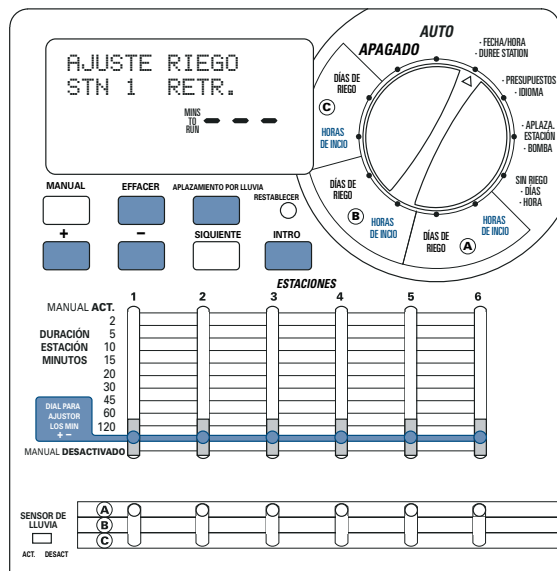 AJUSTE RIEGO
STN 1 RETR.
MINS
TO
RUN
MANUAL
EFFACER
APLAZAMIENTO POR LLUVIA
RESTABLECER
+
−
SIQUIENTE
INTRO
AUTO
APAGADO
· FECHA/HORA
· DUREE STATION
· PRESUPUESTOS
· IDIOMA
· APLAZA.
ESTACIÓN
· BOMBA
SIN RIEGO
· DÍAS
· HORA
HORAS
DE INCIO
DÍAS DE
RIEGO
A
HORAS
DE INCIO
DÍAS DE
RIEGO
B
HORAS
DE INCIO
DÍAS DE
RIEGO
C
ESTACIONES
1 2 3 4 5 6
MANUAL ACT.
DURACIÓN
ESTACIÓN
MINUTOS
2
5
10
15
20
30
45
60
120
DIAL PARA
AJUSTOR
LOS MIN
+ −
MANUAL DESACTIVADO
SENSOR DE
LLUVIA
ACT. DESACT
A
B
C